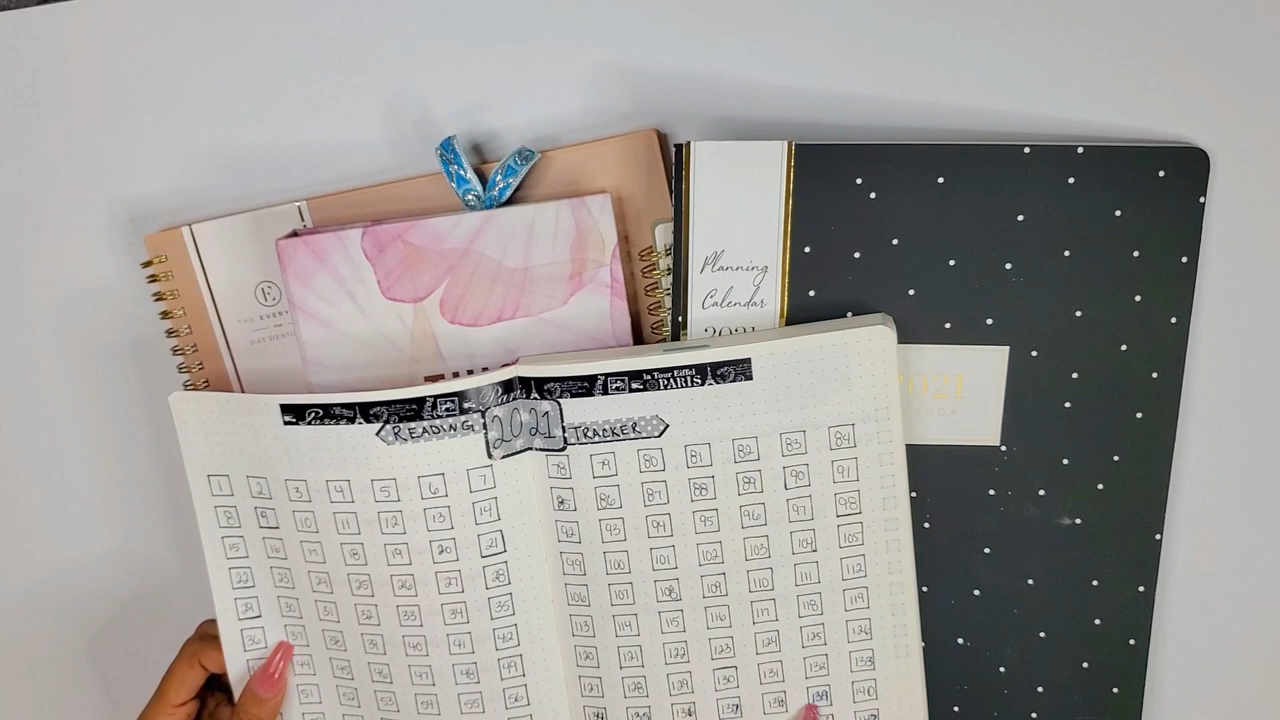 THE EVERY
DAY DESIG
Planning
Calendar
2021
2021
Paris
Paris
la Tour Eiffel
PARIS
READING 2021 TRACKER
1 2 3 4 5 6 7
8 9 10 11 12 13 14
15 16 17 18 19 20 21
22 23 24 25 26 27 28
29 30 31 32 33 34 35
36 37 38 39 40 41 42
44 45 46 47 48 49
51 52 53 54 55 56
78 79 80 81 82 83 84
85 86 87 88 89 90 91
92 93 94 95 96 97 98
99 100 101 102 103 104 105
106 107 108 109 110 111 112
113 114 115 116 117 118 119
120 121 122 123 124 125 126
127 128 129 130 131 132 133
134 135 136 137 138 139 140